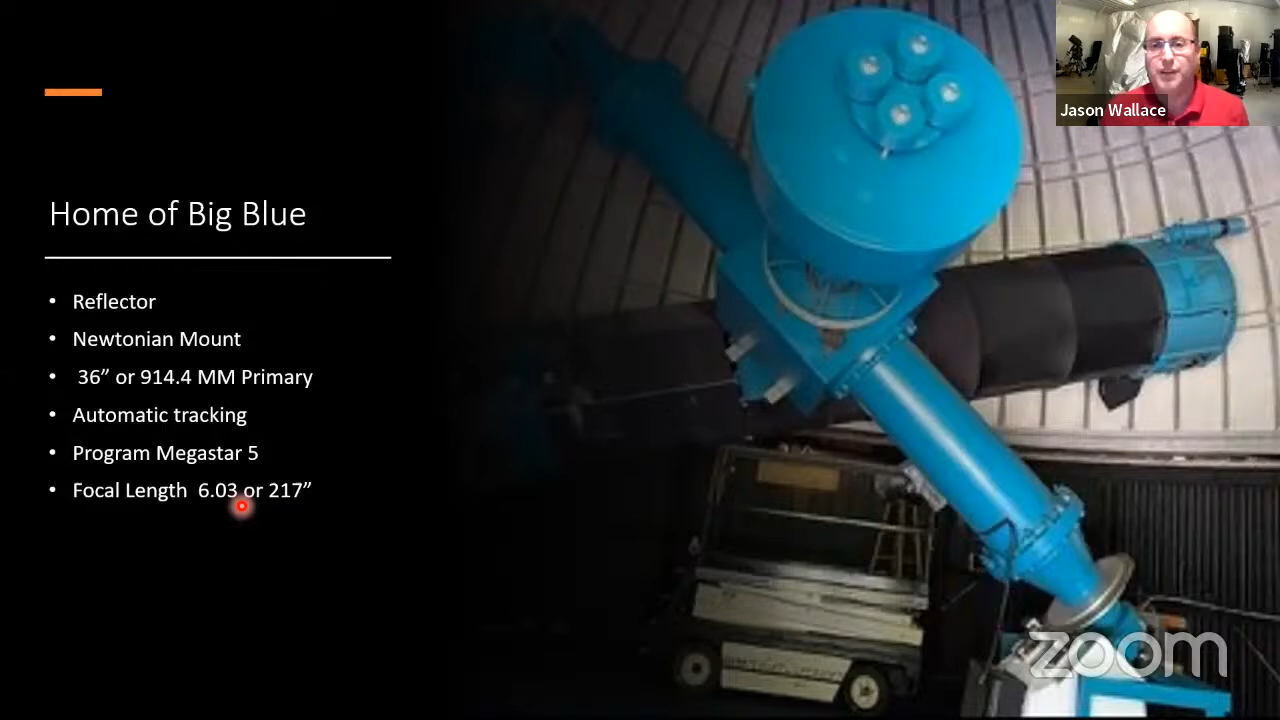 Jason Wallace
Home of Big Blue
• Reflector
• Newtonian Mount
• 36” or 914.4 MM Primary
• Automatic tracking
• Program Megastar 5
• Focal Length 6.03 or 217”
zoom